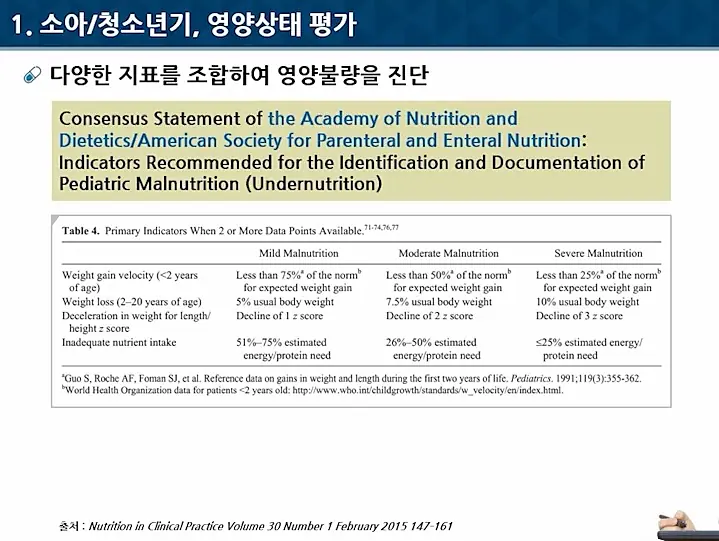 1. 소아/청소년기, 영양상태 평가
다양한 지표를 조합하여 영양불량을 진단
Consensus Statement of the Academy of Nutrition and
Dietetics/American Society for Parenteral and Enteral Nutrition:
Indicators Recommended for the Identification and Documentation of
Pediatric Malnutrition (Undernutrition)
Table 4. Primary Indicators When 2 or More Data Points Available.71-74,76,77
Mild Malnutrition Moderate Malnutrition Severe Malnutrition
Weight gain velocity (<2 years Less than 75%a of the normb Less than 50%a of the normb Less than 25%a of the normb
of age) for expected weight gain for expected weight gain for expected weight gain
Weight loss (2–20 years of age) 5% usual body weight 7.5% usual body weight 10% usual body weight
Deceleration in weight for length/ Decline of 1 z score Decline of 2 z score Decline of 3 z score
height z score
Inadequate nutrient intake 51%–75% estimated 26%–50% estimated ≤25% estimated energy/
energy/protein need energy/protein need protein need
aGuo S, Roche AF, Foman SJ, et al. Reference data on gains in weight and length during the first two years of life. Pediatrics. 1991;119(3):355-362.
bWorld Health Organization data for patients <2 years old: http://www.who.int/childgrowth/standards/w_velocity/en/index.html.
출처 : Nutrition in Clinical Practice Volume 30 Number 1 February 2015 147-161